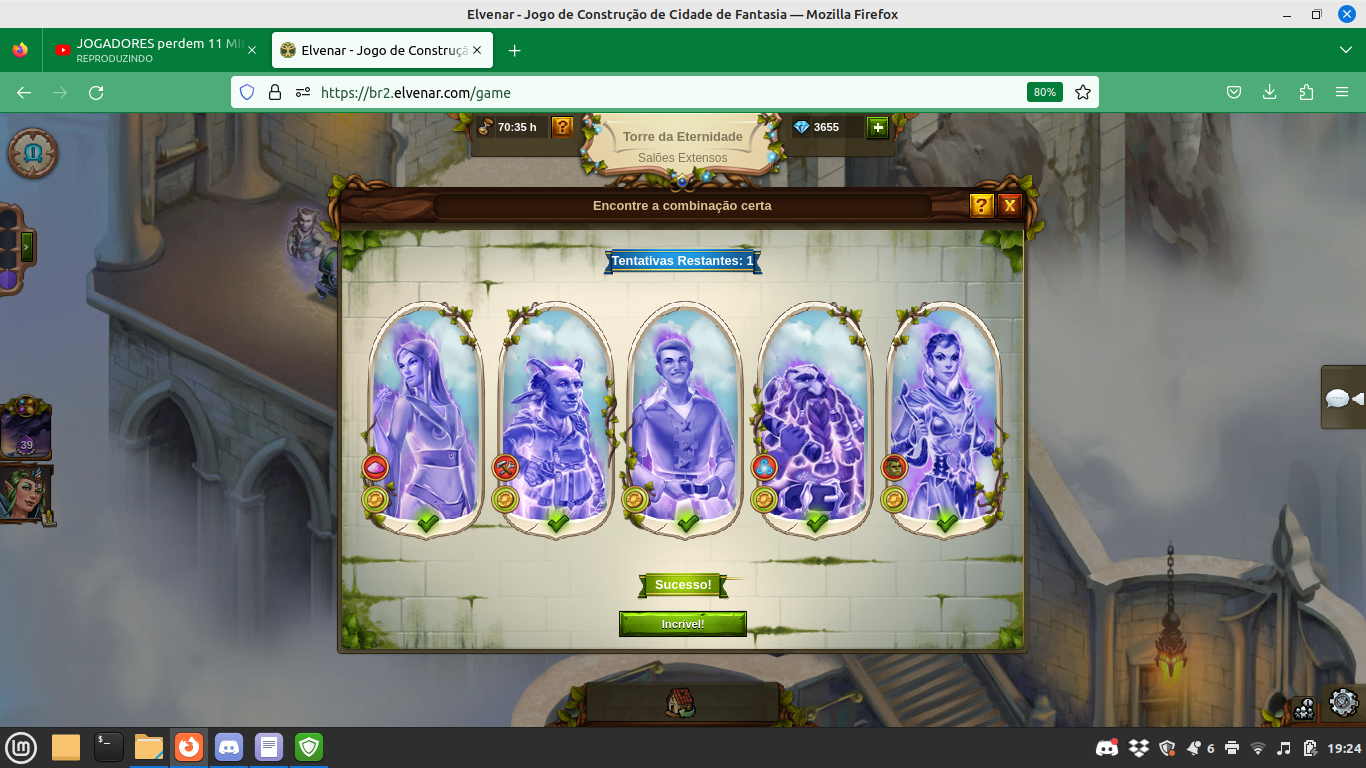 Elvenar - Jogo de Construção de Cidade de Fantasia — Mozilla Firefox
JOGADORES perdem 11 MI
REPRODUZINDO
Elvenar - Jogo de Construçã
https://br2.elvenar.com/game
80%
70:35 h
?
Torre da Eternidade
Salões Extensos
3655
Encontre a combinação certa
?
X
Tentativas Restantes: 1
39
Sucesso!
Incrível!
6
19:24